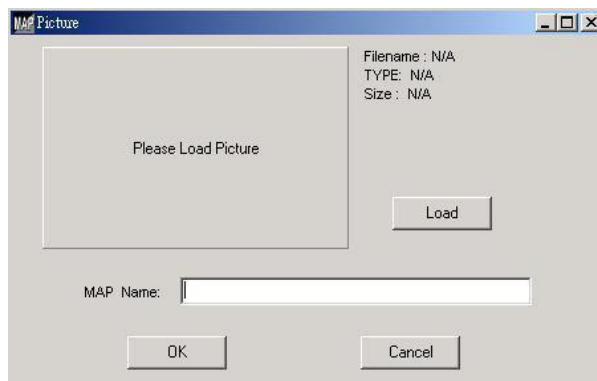 MAP Picture
Filename : N/A
TYPE: N/A
Size : N/A
Please Load Picture
Load
MAP Name:
OK
Cancel